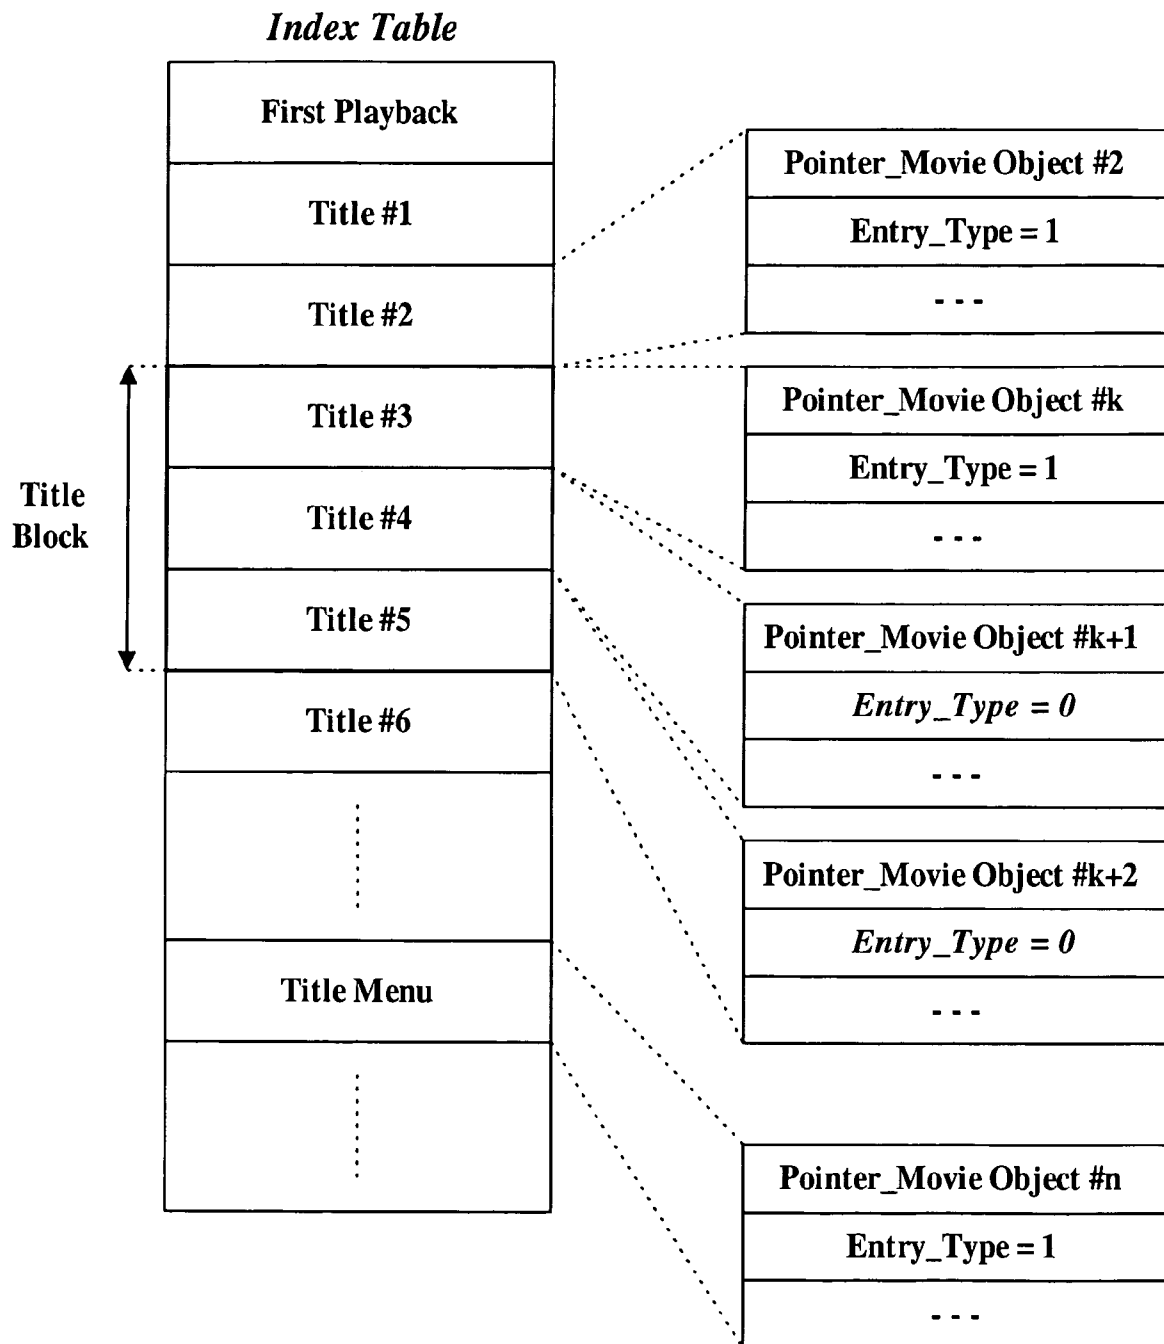 Index Table
First Playback
Title #1
Title #2
Title #3
Title #4
Title #5
Title #6
Title Menu
Title
Block
Pointer_Movie Object #2
Entry_Type = 1
- - -
Pointer_Movie Object #k
Entry_Type = 1
- - -
Pointer_Movie Object #k+1
Entry_Type = 0
- - -
Pointer_Movie Object #k+2
Entry_Type = 0
- - -
Pointer_Movie Object #n
Entry_Type = 1
- - -